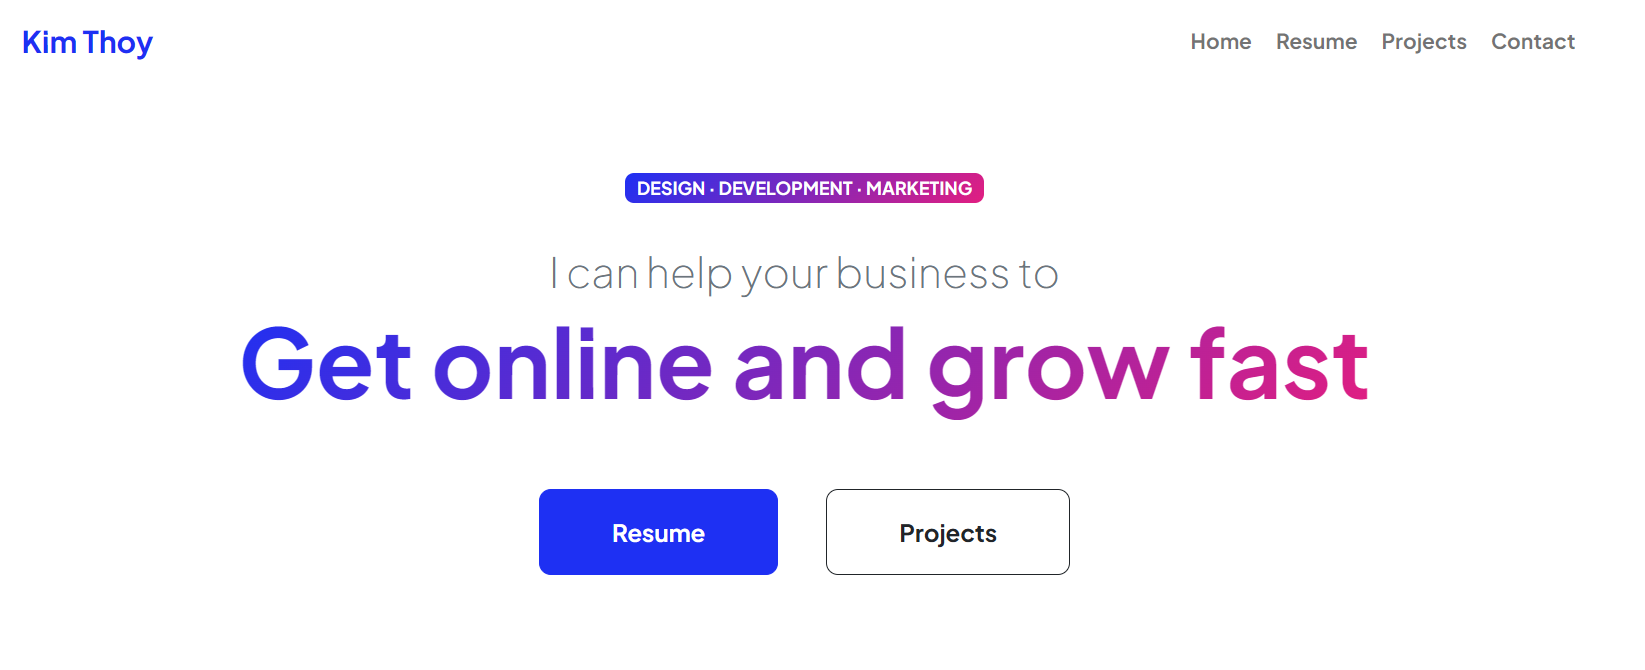 Kim Thoy
Home Resume Projects Contact
DESIGN · DEVELOPMENT · MARKETING
I can help your business to
Get online and grow fast
Resume
Projects